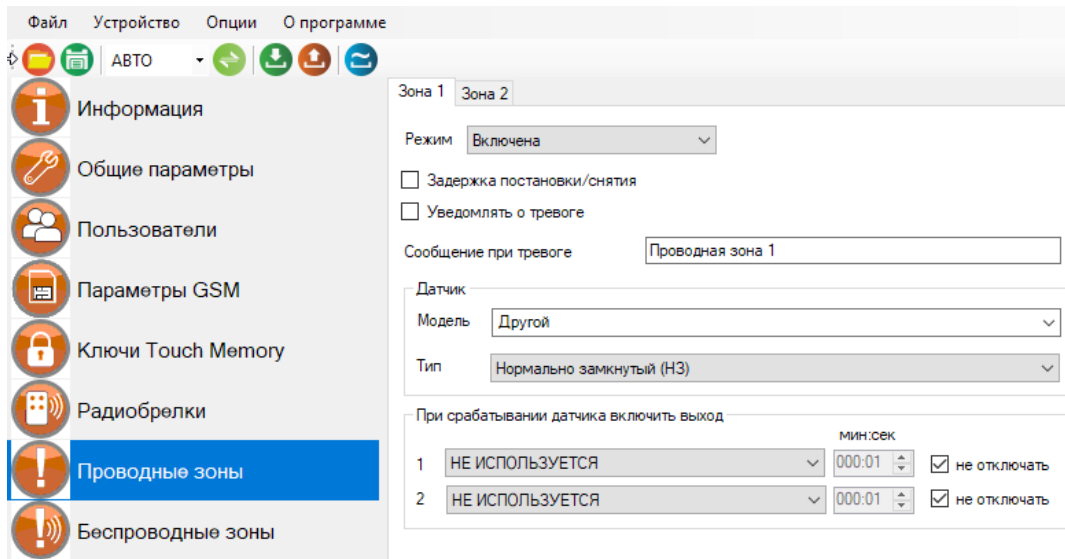 Файл Устройство Опции О программе
АВТО
Информация
Общие параметры
Пользователи
Параметры GSM
Ключи Touch Memory
Радиобрелки
Проводные зоны
Беспроводные зоны
Зона 1 Зона 2
Режим Включена
Задержка постановки/снятия
Уведомлять о тревоге
Сообщение при тревоге Проводная зона 1
Датчик
Модель Другой
Тип Нормально замкнутый (НЗ)
При срабатывании датчика включить выход
мин:сек
1 НЕ ИСПОЛЬЗУЕТСЯ 000:01 не отключать
2 НЕ ИСПОЛЬЗУЕТСЯ 000:01 не отключать